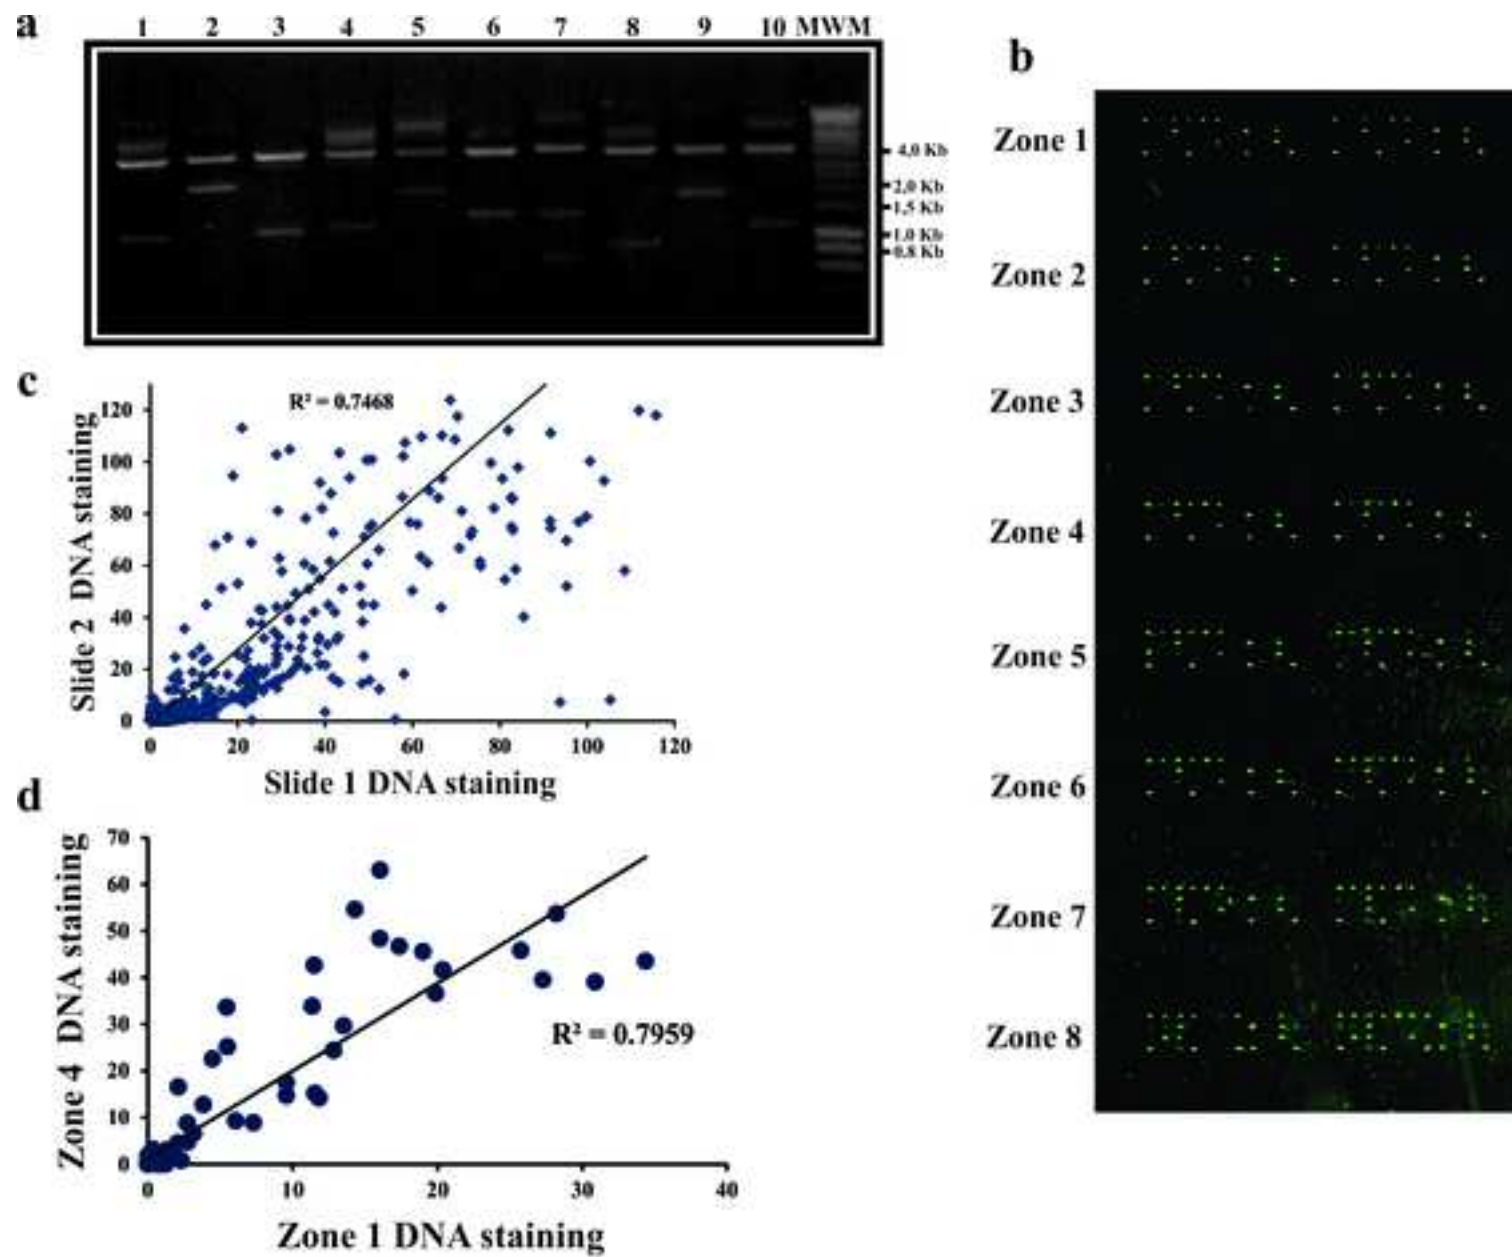 a
1 2 3 4 5 6 7 8 9 10 MWM
4,0 Kb
2,0 Kb
1,5 Kb
1,0 Kb
0,8 Kb
b
Zone 1
Zone 2
Zone 3
Zone 4
Zone 5
Zone 6
Zone 7
Zone 8
c
R² = 0.7468
Slide 2 DNA staining
120
100
80
60
40
20
0
0 20 40 60 80 100 120
Slide 1 DNA staining
d
Zone 4 DNA staining
70
60
50
40
30
20
10
0
R² = 0.7959
0 10 20 30 40
Zone 1 DNA staining